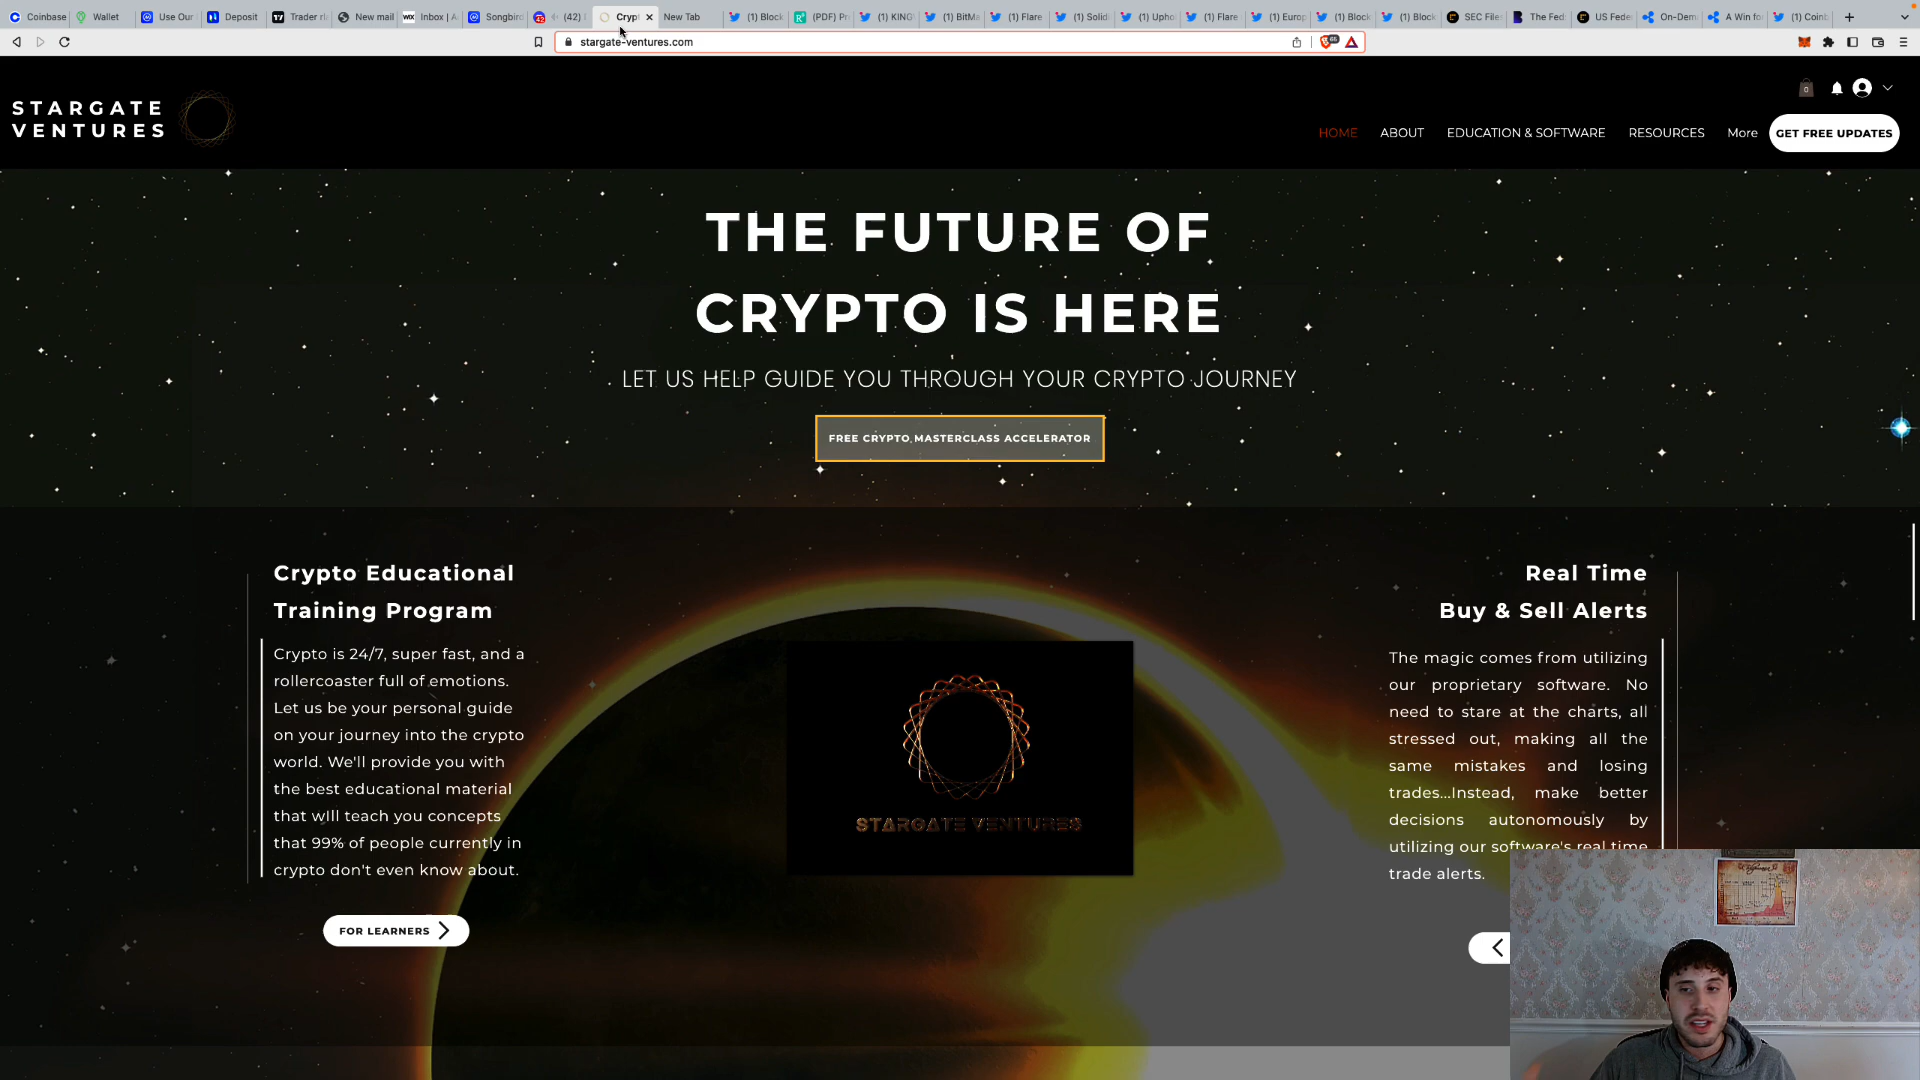 Coinbase
Wallet
Use Our
Deposit
Trader ri
New mail
WiX Inbox | A
Songbird
(42)
Crypt
New Tab
(1) Block
(PDF) Pr
(1) KING
(1) BitMa
(1) Flare
(1) Solidi
(1) Upho
(1) Flare
(1) Europ
(1) Block
(1) Block
SEC File
The Fed
US Fede
On-Dem
A Win fo
(1) Coinb
stargate-ventures.com
STARGATE
VENTURES
0
HOME
ABOUT
EDUCATION & SOFTWARE
RESOURCES
More
GET FREE UPDATES
THE FUTURE OF
CRYPTO IS HERE
LET US HELP GUIDE YOU THROUGH YOUR CRYPTO JOURNEY
FREE CRYPTO MASTERCLASS ACCELERATOR
Crypto Educational
Training Program
Crypto is 24/7, super fast, and a
rollercoaster full of emotions.
Let us be your personal guide
on your journey into the crypto
world. We'll provide you with
the best educational material
that will teach you concepts
that 99% of people currently in
crypto don't even know about.
FOR LEARNERS
STARGATE VENTURES
Real Time
Buy & Sell Alerts
The magic comes from utilizing
our proprietary software. No
need to stare at the charts, all
stressed out, making all the
same mistakes and losing
trades...Instead, make better
decisions autonomously by
utilizing our software's real time
trade alerts.